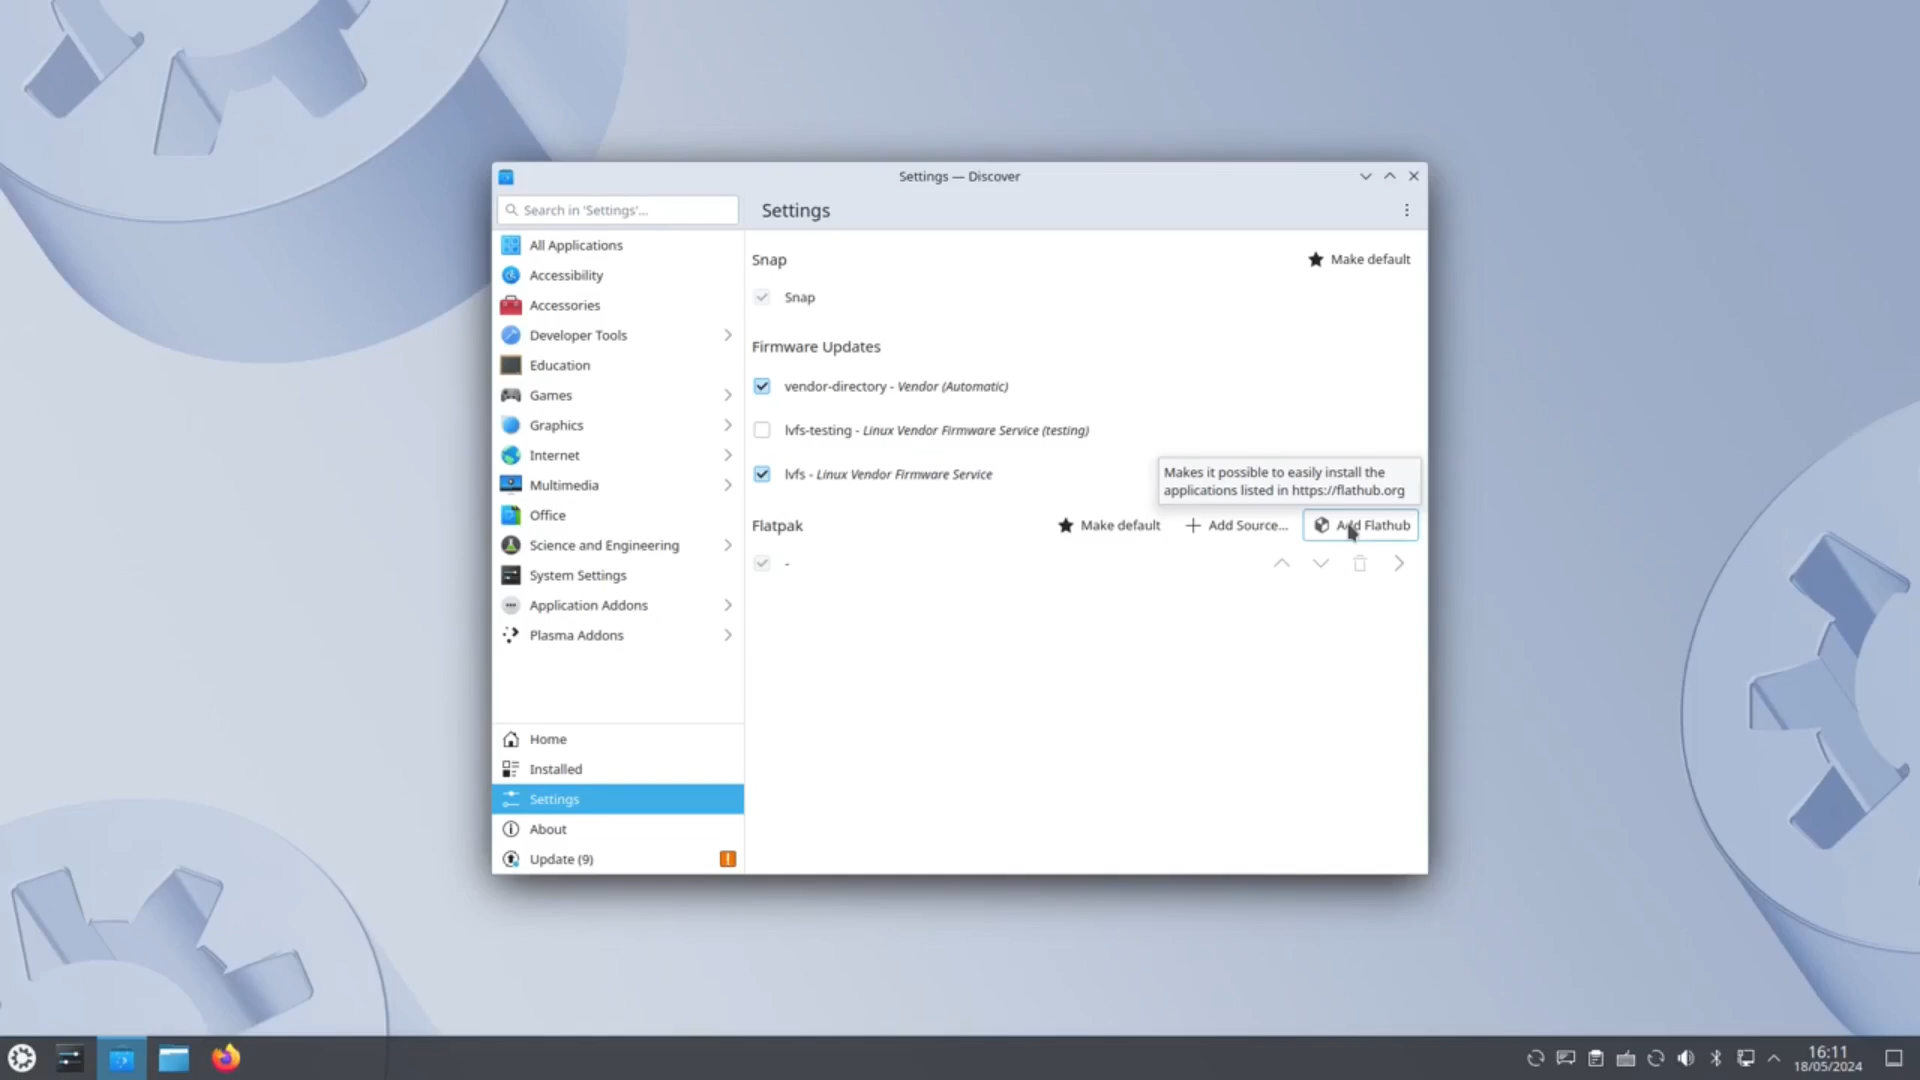 Settings — Discover
Search in 'Settings'...
Settings
All Applications
Accessibility
Accessories
Developer Tools
Education
Games
Graphics
Internet
Multimedia
Office
Science and Engineering
System Settings
Application Addons
Plasma Addons
Home
Installed
Settings
About
Update (9)
Snap
Make default
Snap
Firmware Updates
vendor-directory - Vendor (Automatic)
lvfs-testing - Linux Vendor Firmware Service (testing)
lvfs - Linux Vendor Firmware Service
Makes it possible to easily install the
applications listed in https://flathub.org
Flatpak
Make default
Add Source...
Add Flathub
-
16:11
18/05/2024